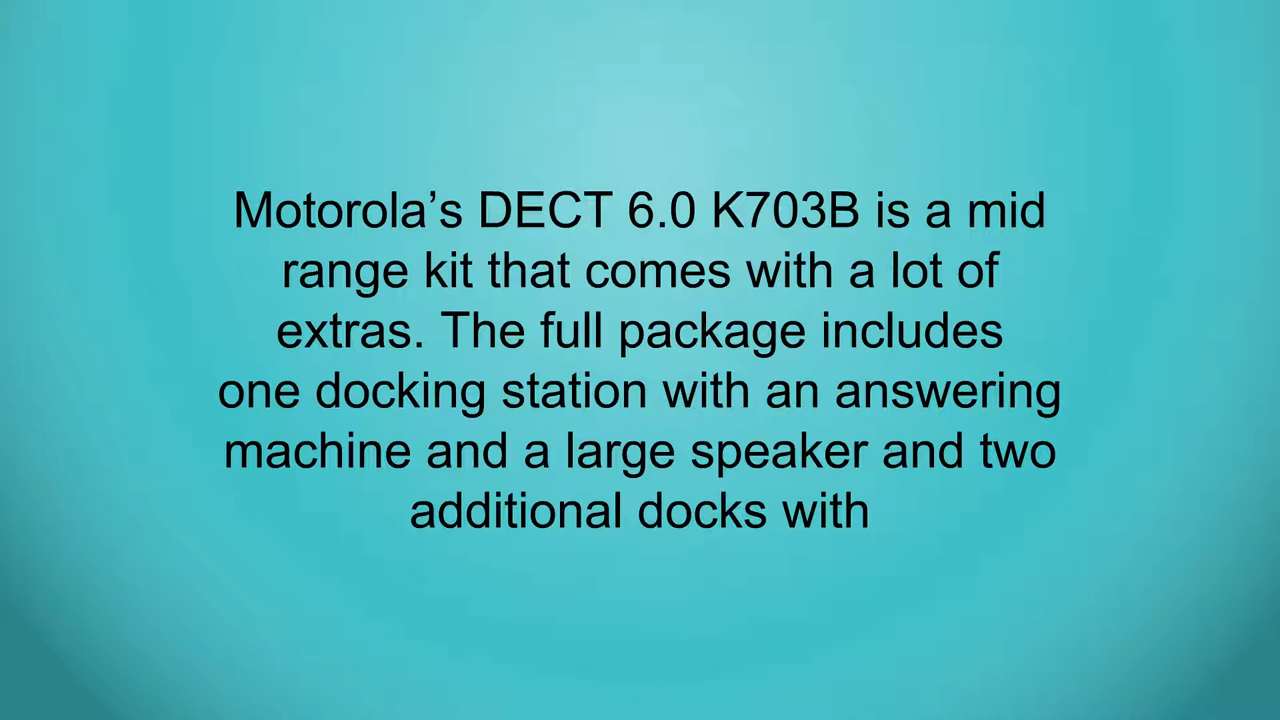 Motorola’s DECT 6.0 K703B is a mid
range kit that comes with a lot of
extras. The full package includes
one docking station with an answering
machine and a large speaker and two
additional docks with